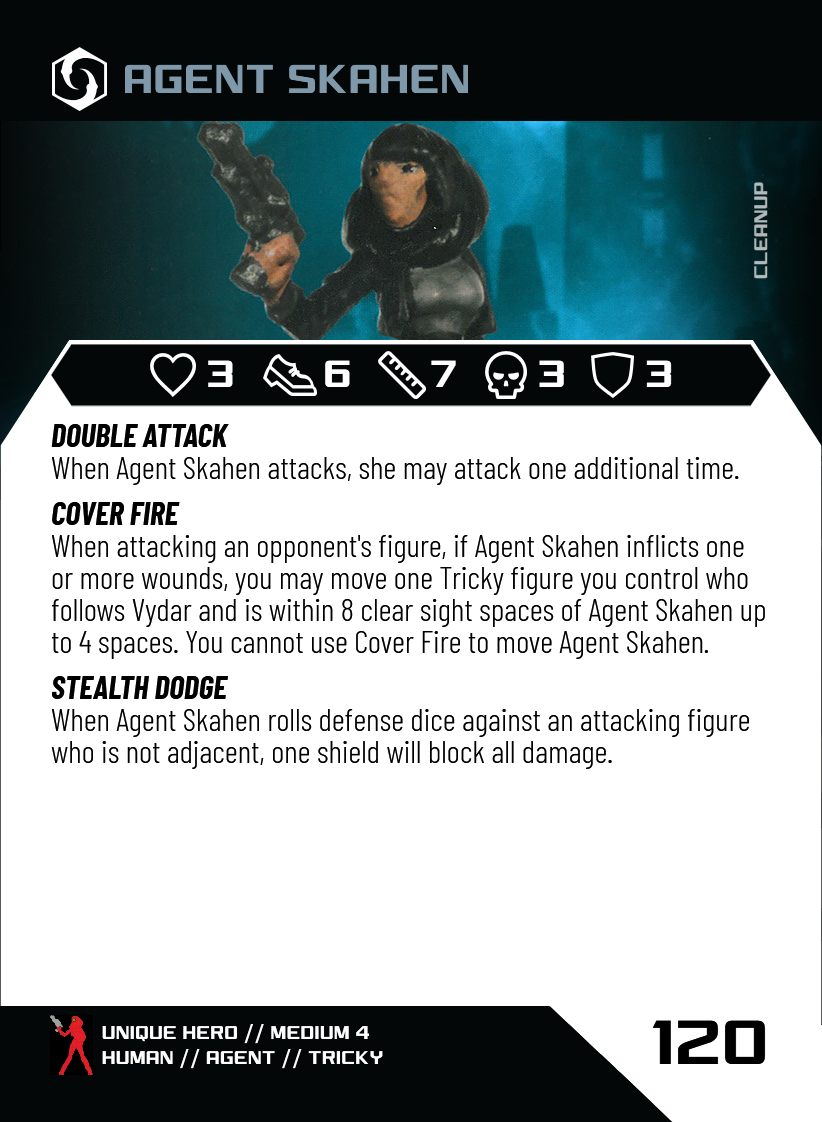 AGENT SKAHEN
CLEANUP
3 6 7 3 3
DOUBLE ATTACK
When Agent Skahen attacks, she may attack one additional time.
COVER FIRE
When attacking an opponent's figure, if Agent Skahen inflicts one
or more wounds, you may move one Tricky figure you control who
follows Vydar and is within 8 clear sight spaces of Agent Skahen up
to 4 spaces. You cannot use Cover Fire to move Agent Skahen.
STEALTH DODGE
When Agent Skahen rolls defense dice against an attacking figure
who is not adjacent, one shield will block all damage.
UNIQUE HERO // MEDIUM 4
HUMAN // AGENT // TRICKY
120